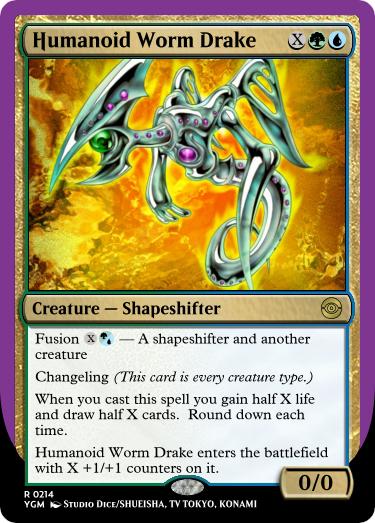 Humanoid Worm Drake X
Creature — Shapeshifter
Fusion X — A shapeshifter and another
creature
Changeling (This card is every creature type.)
When you cast this spell you gain half X life
and draw half X cards. Round down each
time.
Humanoid Worm Drake enters the battlefield
with X +1/+1 counters on it.
0/0
R 0214
YGM Studio Dice/SHUEISHA, TV TOKYO, KONAMI